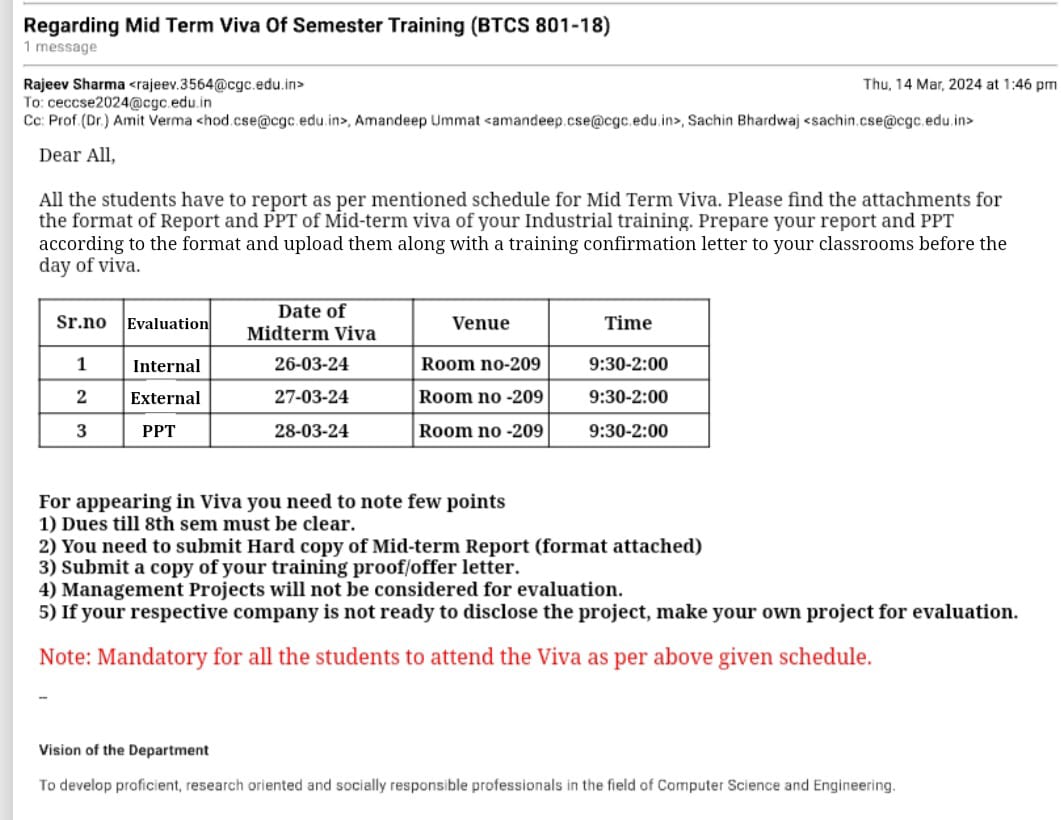 Regarding Mid Term Viva Of Semester Training (BTCS 801-18)
1 message
Rajeev Sharma <rajeev.3564@cgc.edu.in> Thu, 14 Mar, 2024 at 1:46 pm
To: ceccse2024@cgc.edu.in
Cc: Prof.(Dr.) Amit Verma <hod.cse@cgc.edu.in>, Amandeep Ummat <amandeep.cse@cgc.edu.in>, Sachin Bhardwaj <sachin.cse@cgc.edu.in>
Dear All,
All the students have to report as per mentioned schedule for Mid Term Viva. Please find the attachments for
the format of Report and PPT of Mid-term viva of your Industrial training. Prepare your report and PPT
according to the format and upload them along with a training confirmation letter to your classrooms before the
day of viva.
Sr.no Evaluation Date of Midterm Viva Venue Time
1 Internal 26-03-24 Room no-209 9:30-2:00
2 External 27-03-24 Room no -209 9:30-2:00
3 PPT 28-03-24 Room no -209 9:30-2:00
For appearing in Viva you need to note few points
1) Dues till 8th sem must be clear.
2) You need to submit Hard copy of Mid-term Report (format attached)
3) Submit a copy of your training proof/offer letter.
4) Management Projects will not be considered for evaluation.
5) If your respective company is not ready to disclose the project, make your own project for evaluation.
Note: Mandatory for all the students to attend the Viva as per above given schedule.
--
Vision of the Department
To develop proficient, research oriented and socially responsible professionals in the field of Computer Science and Engineering.